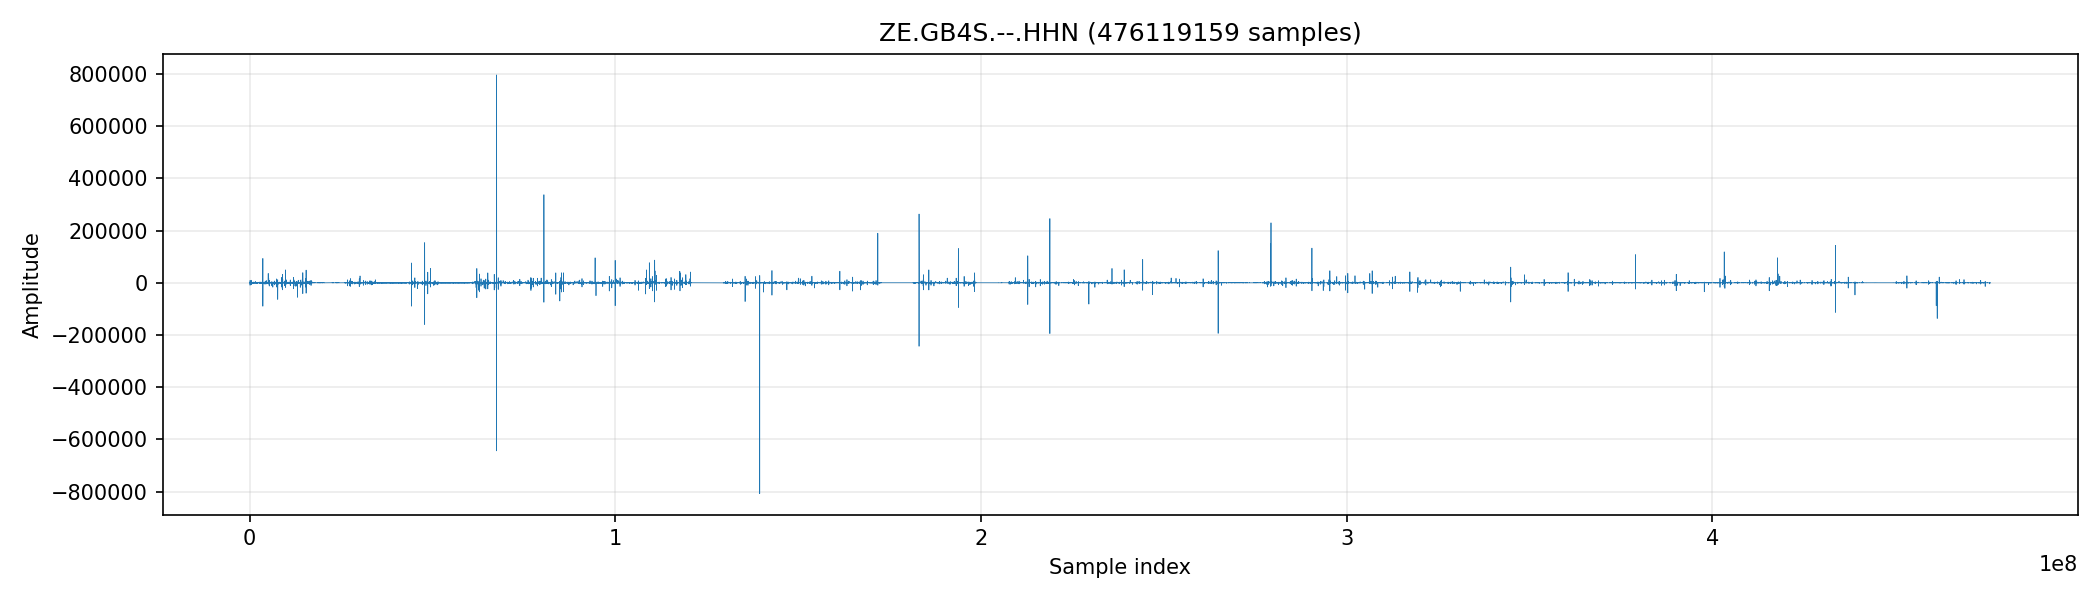 ZE.GB4S.--.HHN (476119159 samples)
800000
600000
400000
200000
0
−200000
−400000
−600000
−800000
Amplitude
0 1 2 3 4
1e8
Sample index